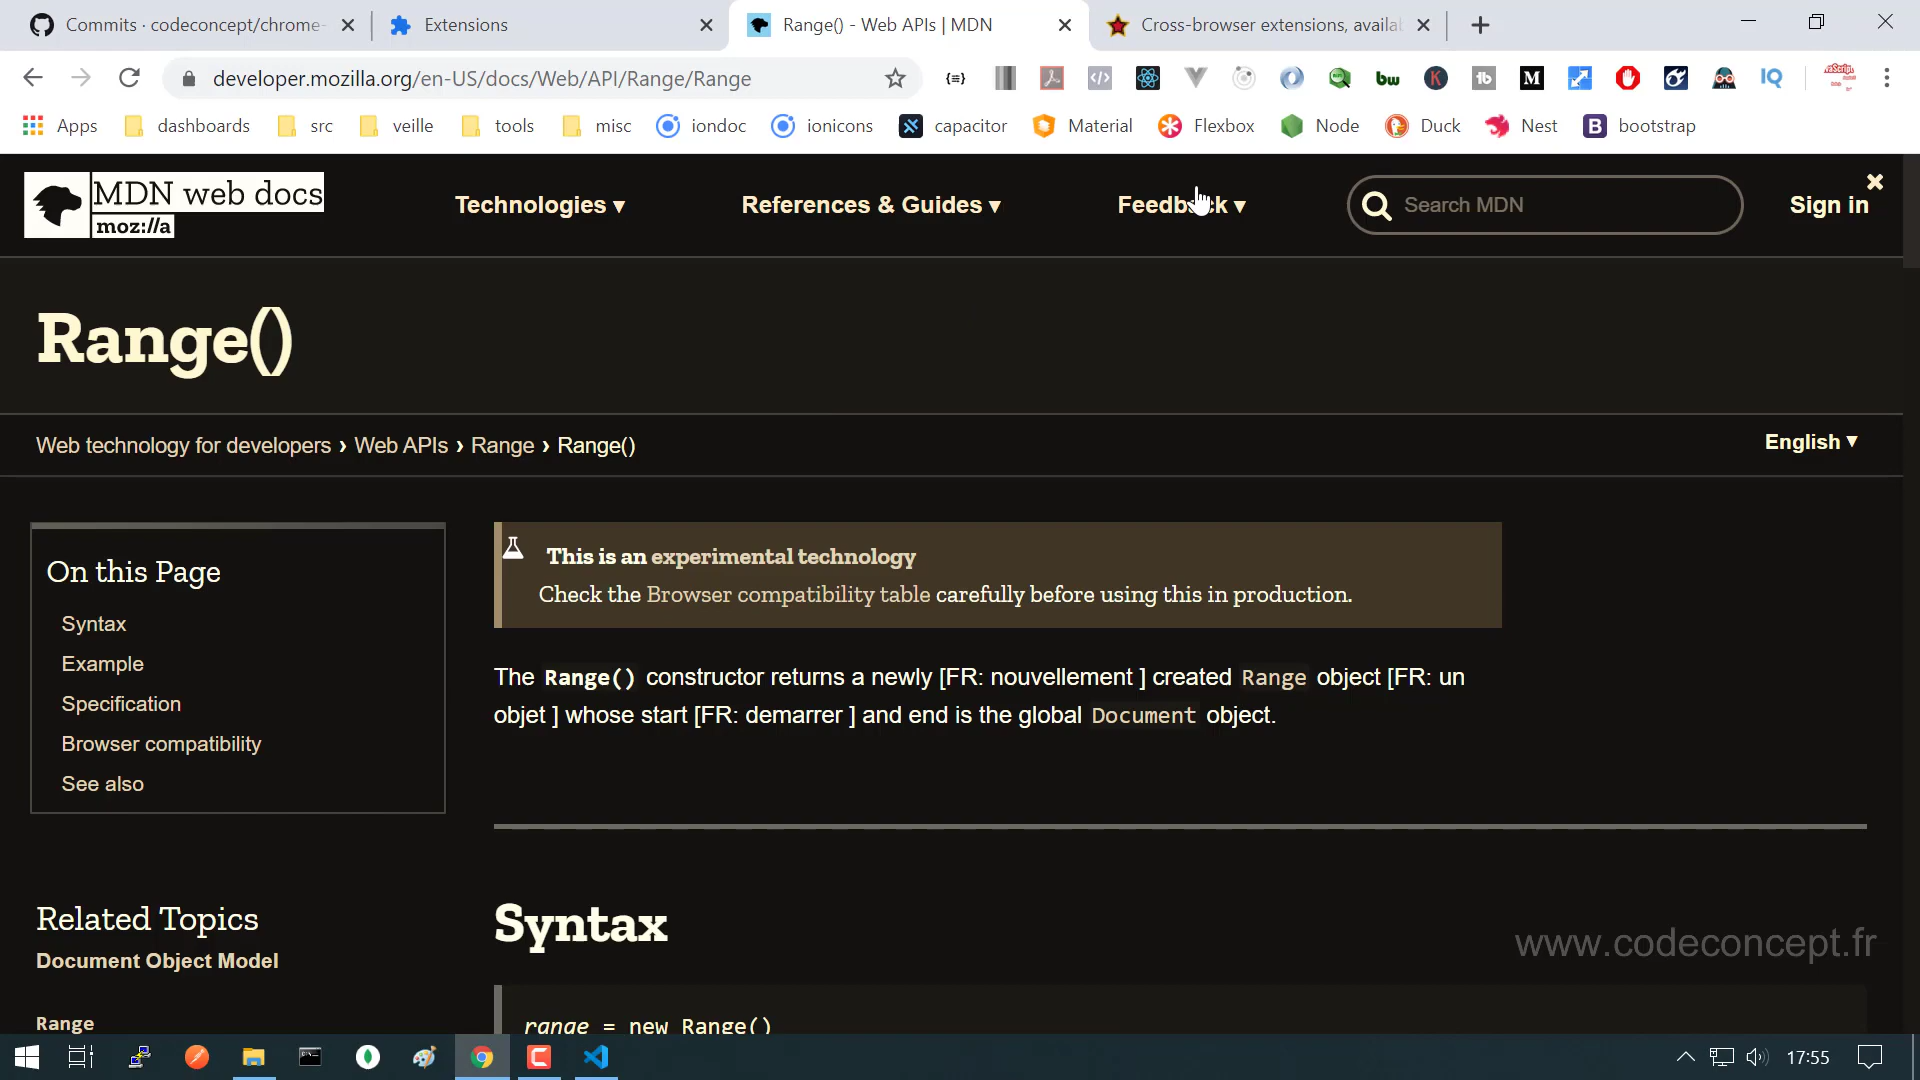 Commits · codeconcept/chrome-
Extensions
Range() - Web APIs | MDN
Cross-browser extensions, availab
developer.mozilla.org/en-US/docs/Web/API/Range/Range
Apps
dashboards
src
veille
tools
misc
iondoc
ionicons
capacitor
Material
Flexbox
Node
Duck
Nest
bootstrap
MDN web docs
moz://a
Technologies ▾
References & Guides ▾
Feedback ▾
Search MDN
Sign in
Range()
Web technology for developers › Web APIs › Range › Range()
English ▼
On this Page
Syntax
Example
Specification
Browser compatibility
See also
This is an experimental technology
Check the Browser compatibility table carefully before using this in production.
The Range() constructor returns a newly [FR: nouvellement ] created Range object [FR: un
objet ] whose start [FR: demarrer ] and end is the global Document object.
Related Topics
Document Object Model
Range
Syntax
range = new Range()
www.codeconcept.fr
17:55